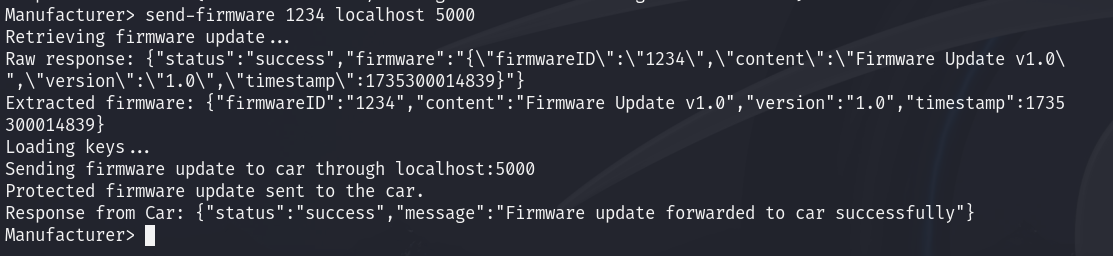 Manufacturer> send-firmware 1234 localhost 5000
Retrieving firmware update...
Raw response: {"status":"success","firmware":"{\"firmwareID\":\"1234\",\"content\":\"Firmware Update v1.0\
",\"version\":\"1.0\",\"timestamp\":1735300014839}"}
Extracted firmware: {"firmwareID":"1234","content":"Firmware Update v1.0","version":"1.0","timestamp":1735
300014839}
Loading keys...
Sending firmware update to car through localhost:5000
Protected firmware update sent to the car.
Response from Car: {"status":"success","message":"Firmware update forwarded to car successfully"}
Manufacturer>